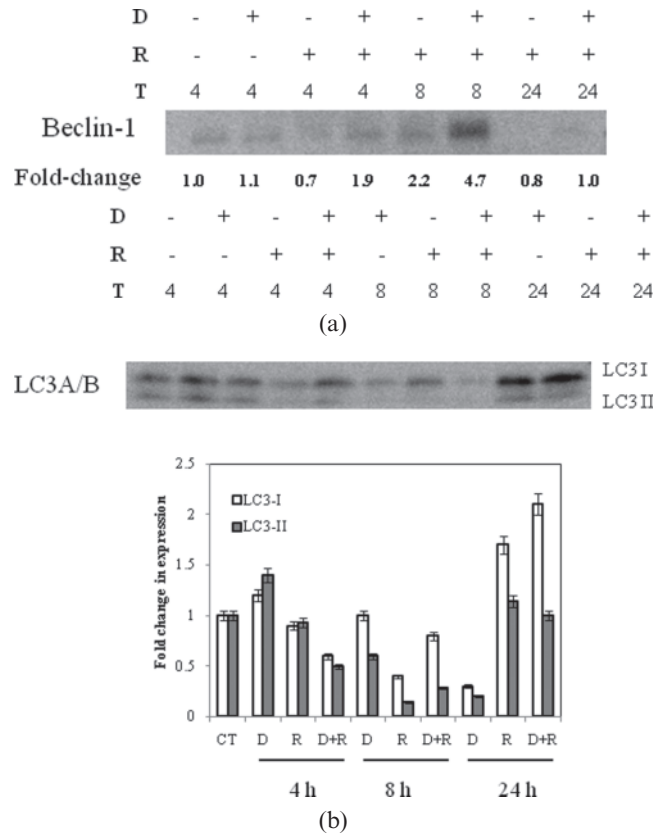 D - + - + - + - +
R - - + + + + + +
T 4 4 4 4 8 8 24 24
Beclin-1
Fold-change 1.0 1.1 0.7 1.9 2.2 4.7 0.8 1.0
D - + - + + - + + - +
R - - + + - + + - + +
T 4 4 4 4 8 8 8 24 24 24
(a)
LC3A/B
LC3I
LC3II
Fold change in expression
2.5
2
1.5
1
0.5
0
LC3-I
LC3-II
CT D R D+R D R D+R D R D+R
4 h 8 h 24 h
(b)